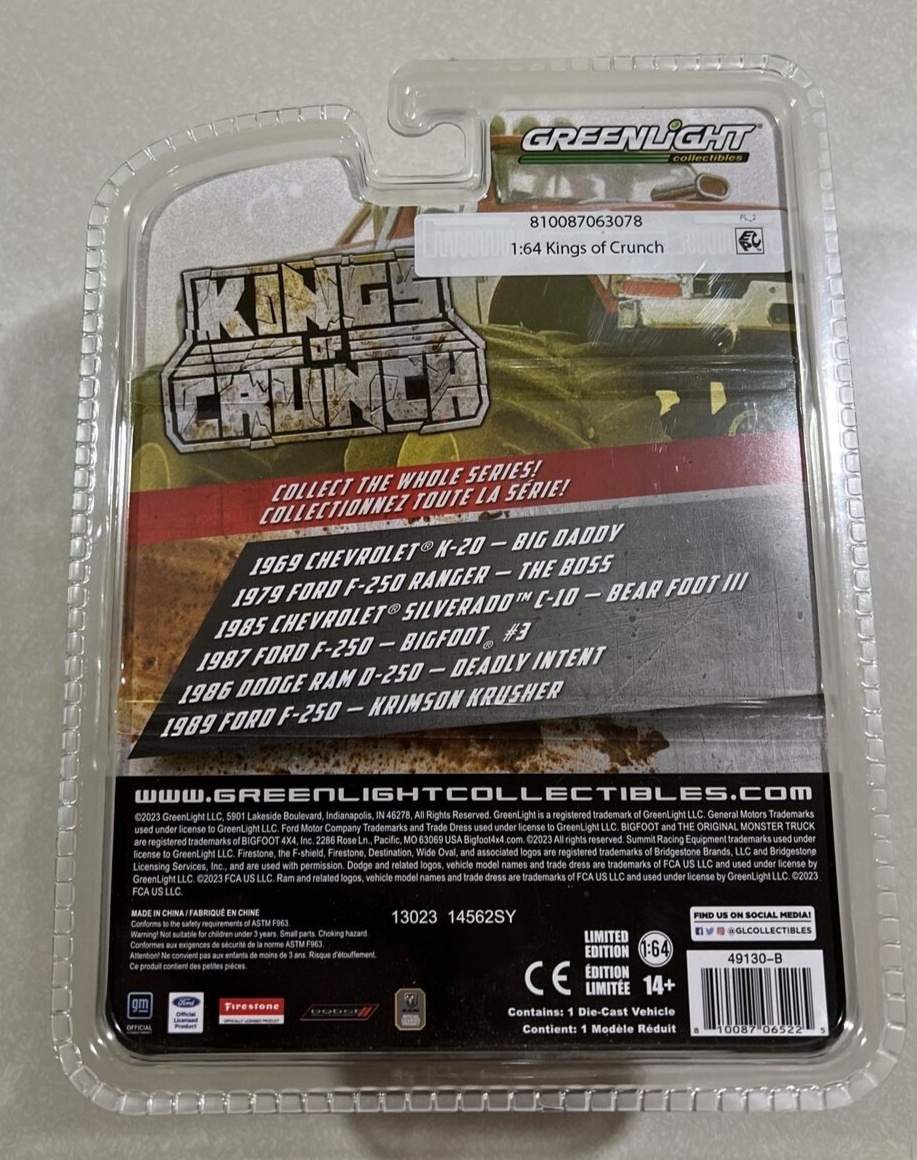 GREENLIGHT®
collectibles
810087063078
FL_2
EPC
1:64 Kings of Crunch
KINGS
OF
CRUNCH
COLLECT THE WHOLE SERIES!
COLLECTIONNEZ TOUTE LA SÉRIE!
1969 CHEVROLET® K-20 – BIG DADDY
1979 FORD F-250 RANGER – THE BOSS
1985 CHEVROLET® SILVERADO™ C-10 – BEAR FOOT III
1987 FORD F-250 – BIGFOOT® #3
1986 DODGE RAM D-250 – DEADLY INTENT
1989 FORD F-250 – KRIMSON KRUSHER
WWW.GREENLIGHTCOLLECTIBLES.COM
©2023 GreenLight LLC, 5901 Lakeside Boulevard, Indianapolis, IN 46278, All Rights Reserved. Greenlight is a registered trademark of GreenLight LLC. General Motors Trademarks
used under license to GreenLight LLC. Ford Motor Company Trademarks and Trade Dress used under license to GreenLight LLC. BIGFOOT and THE ORIGINAL MONSTER TRUCK
are registered trademarks of BIGFOOT 4X4, Inc. 2286 Rose Ln., Pacific, MO 63069 USA Bigfoot4x4.com. ©2023 All rights reserved. Summit Racing Equipment trademarks used under
license to GreenLight LLC. Firestone, the F-shield, Firestone, Destination, Wide Oval, and associated logos are registered trademarks of Bridgestone Brands, LLC and Bridgestone
Licensing Services, Inc., and are used with permission. Dodge and related logos, vehicle model names and trade dress are trademarks of FCA US LLC and used under license by
GreenLight LLC. ©2023 FCA US LLC. Ram and related logos, vehicle model names and trade dress are trademarks of FCA US LLC and used under license by GreenLight LLC. ©2023
FCA US LLC.
MADE IN CHINA / FABRIQUÉ EN CHINE
Conforms to the safety requirements of ASTM F963.
Warning! Not suitable for children under 3 years. Small parts. Choking hazard.
Conformes aux exigences de sécurité de la norme ASTM F963.
Attention! Ne convient pas aux enfants de moins de 3 ans. Risque d'étouffement.
Ce produit contient des petites pièces.
13023 14562SY
FIND US ON SOCIAL MEDIA!
@GLCOLLECTIBLES
LIMITED
EDITION
1:64
ÉDITION
LIMITÉE
14+
CE
Contains: 1 Die-Cast Vehicle
Contient: 1 Modèle Réduit
49130-B
8 10087 06522 5
gm
OFFICIAL
Ford
Official
Licensed
Product
Firestone
OFFICIALLY LICENSED PRODUCT
DODGE